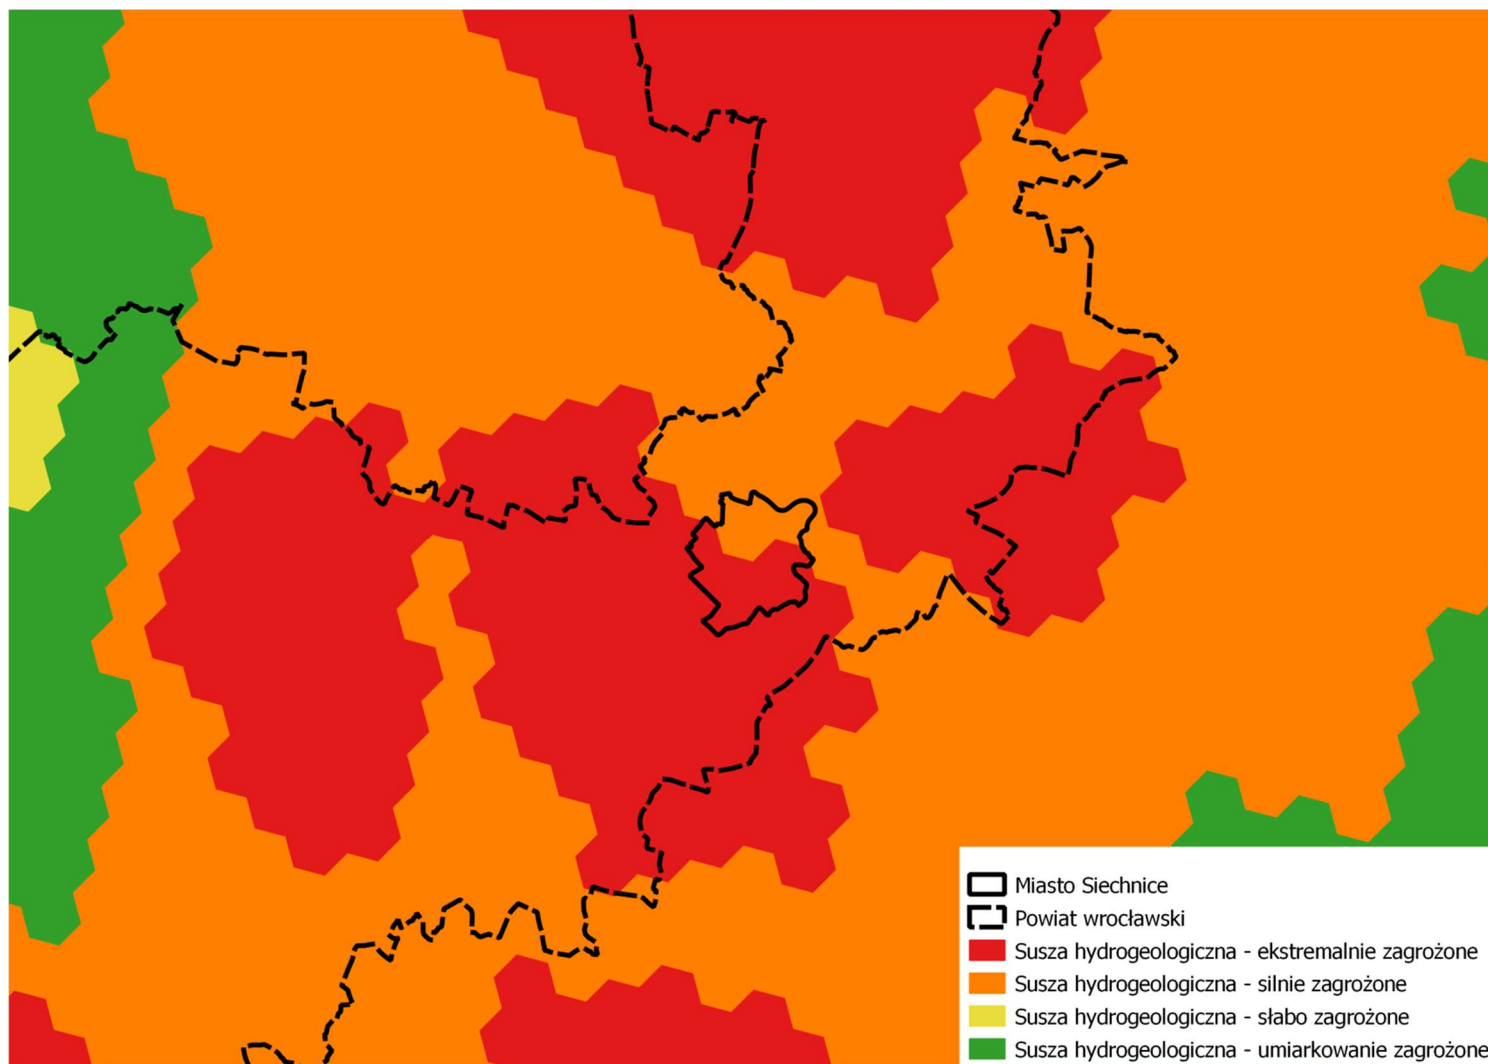 Miasto Siechnice
Powiat wrocławski
Susza hydrogeologiczna - ekstremalnie zagrożone
Susza hydrogeologiczna - silnie zagrożone
Susza hydrogeologiczna - słabo zagrożone
Susza hydrogeologiczna - umiarkowanie zagrożone